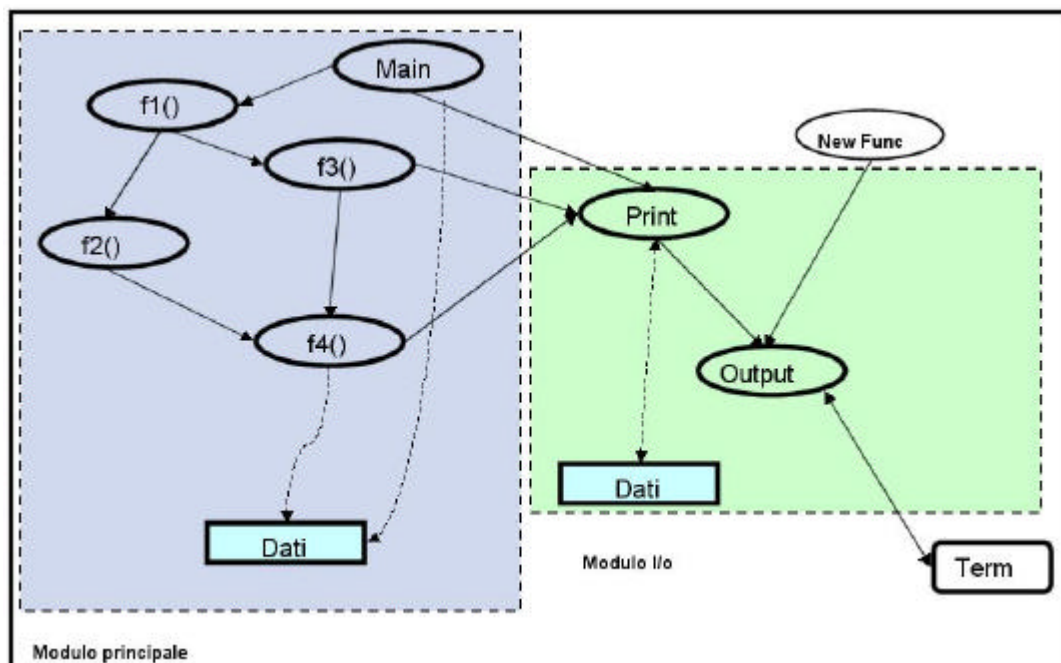 Main
f1()
New Func
f3()
Print
f2()
f4()
Output
Dati
Dati
Modulo I/o
Term
Modulo principale